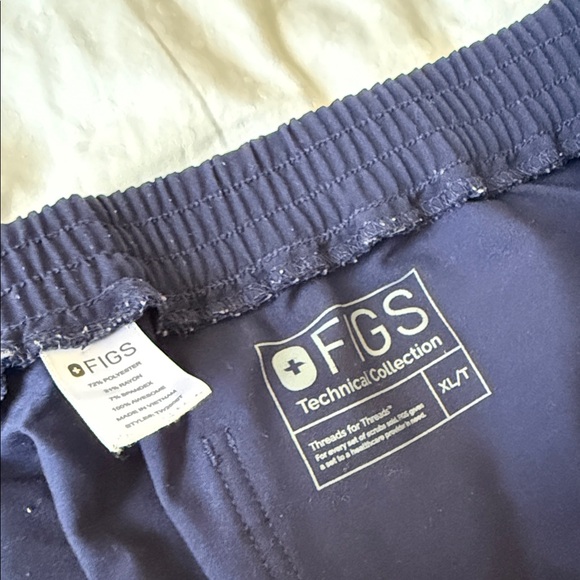 FIGS
72% POLYESTER
21% RAYON
7% SPANDEX
100% AWESOME
MADE IN VIETNAM
FIGS
Technical Collection
XL/T
Threads for Threads
For every set of scrubs sold, FIGS gives
a set to a healthcare provider in need.